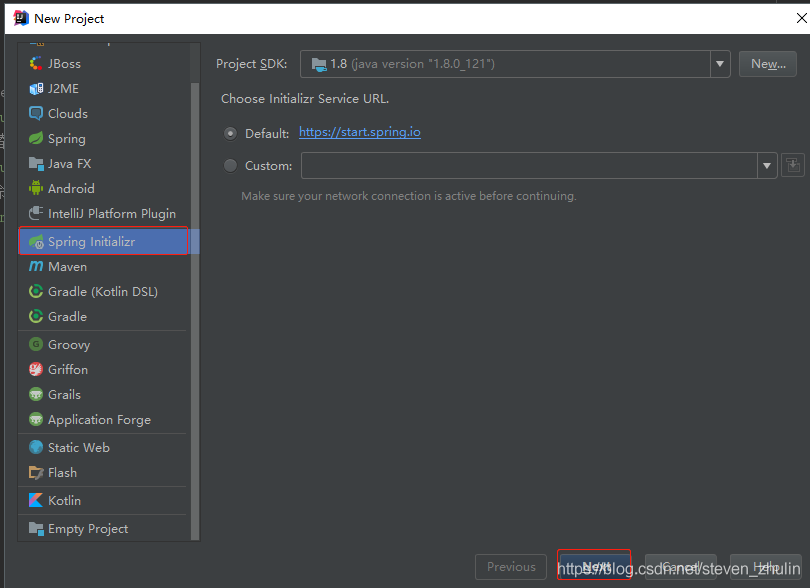 New Project
JBoss
J2ME
Clouds
Spring
Java FX
Android
IntelliJ Platform Plugin
Spring Initializr
Maven
Gradle (Kotlin DSL)
Gradle
Groovy
Griffon
Grails
Application Forge
Static Web
Flash
Kotlin
Empty Project
Project SDK: 1.8 (java version "1.8.0_121") New...
Choose Initializr Service URL.
Default: https://start.spring.io
Custom:
Make sure your network connection is active before continuing.
Previous Next Cancel Help
https://blog.csdn.net/steven_zhulin